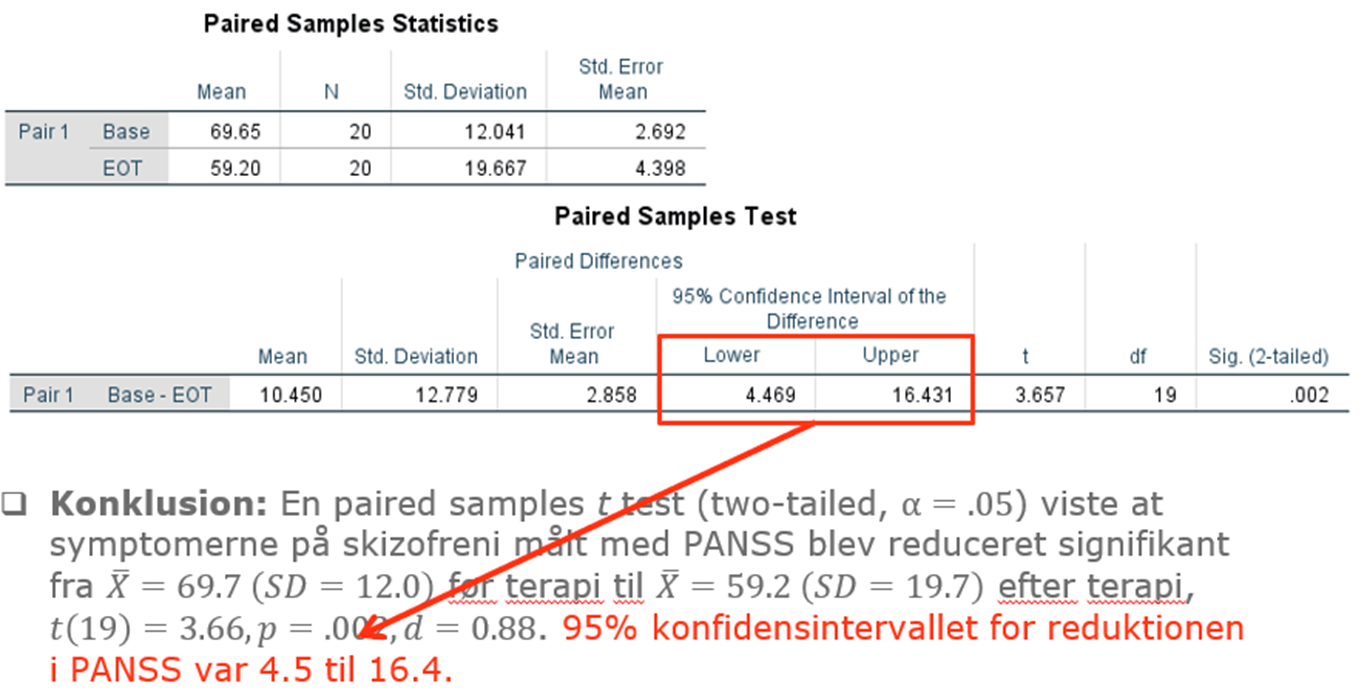 Paired Samples Statistics
Mean N Std. Deviation Std. Error Mean
Pair 1 Base 69.65 20 12.041 2.692
EOT 59.20 20 19.667 4.398
Paired Samples Test
Paired Differences
95% Confidence Interval of the Difference
Mean Std. Deviation Std. Error Mean Lower Upper t df Sig. (2-tailed)
Pair 1 Base - EOT 10.450 12.779 2.858 4.469 16.431 3.657 19 .002
❑ Konklusion: En paired samples t test (two-tailed, α = .05) viste at
symptomerne på skizofreni målt med PANSS blev reduceret signifikant
fra X̄ = 69.7 (SD = 12.0) før terapi til X̄ = 59.2 (SD = 19.7) efter terapi,
t(19) = 3.66, p = .002, d = 0.88. 95% konfidensintervallet for reduktionen
i PANSS var 4.5 til 16.4.